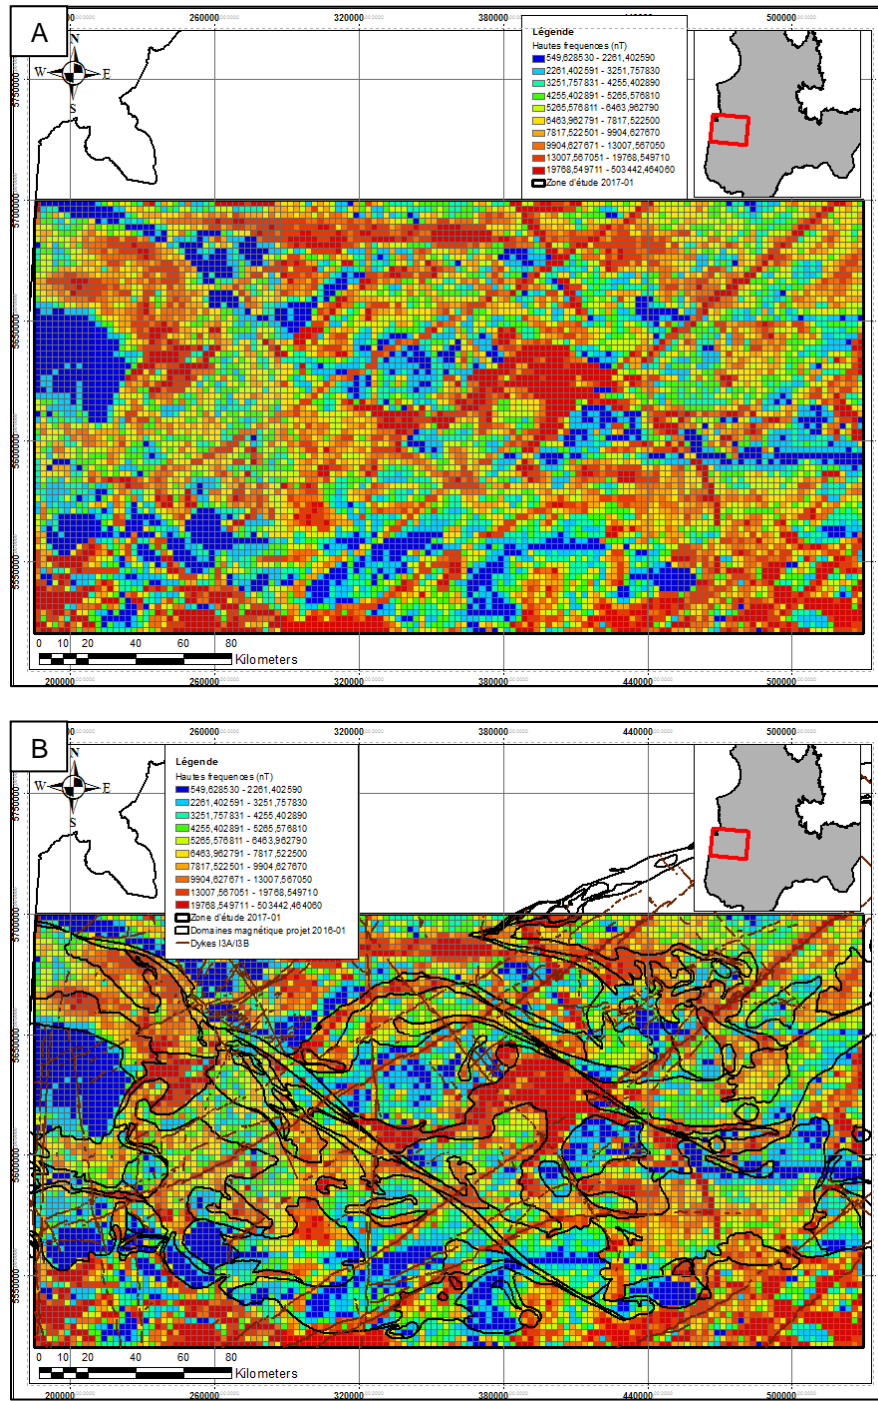 200000 260000 320000 380000 440000 500000
A
N
W E
S
Légende
Hautes frequences (nT)
549,628530 - 2261,402590
2261,402591 - 3251,757830
3251,757831 - 4255,402890
4255,402891 - 5265,576810
5265,576811 - 6463,962790
6463,962791 - 7817,522500
7817,522501 - 9904,627670
9904,627671 - 13007,567050
13007,567051 - 19768,549710
19768,549711 - 503442,464060
Zone d'étude 2017-01
5750000
5700000
5650000
5600000
5550000
0 10 20 40 60 80
Kilometers
200000 260000 320000 380000 440000 500000
200000 260000 320000 380000 440000 500000
B
N
W E
S
Légende
Hautes frequences (nT)
549,628530 - 2261,402590
2261,402591 - 3251,757830
3251,757831 - 4255,402890
4255,402891 - 5265,576810
5265,576811 - 6463,962790
6463,962791 - 7817,522500
7817,522501 - 9904,627670
9904,627671 - 13007,567050
13007,567051 - 19768,549710
19768,549711 - 503442,464060
Zone d'étude 2017-01
Domaines magnétique projet 2016-01
Dykes I3A/I3B
5750000
5700000
5650000
5600000
5550000
0 10 20 40 60 80
Kilometers
200000 260000 320000 380000 440000 500000